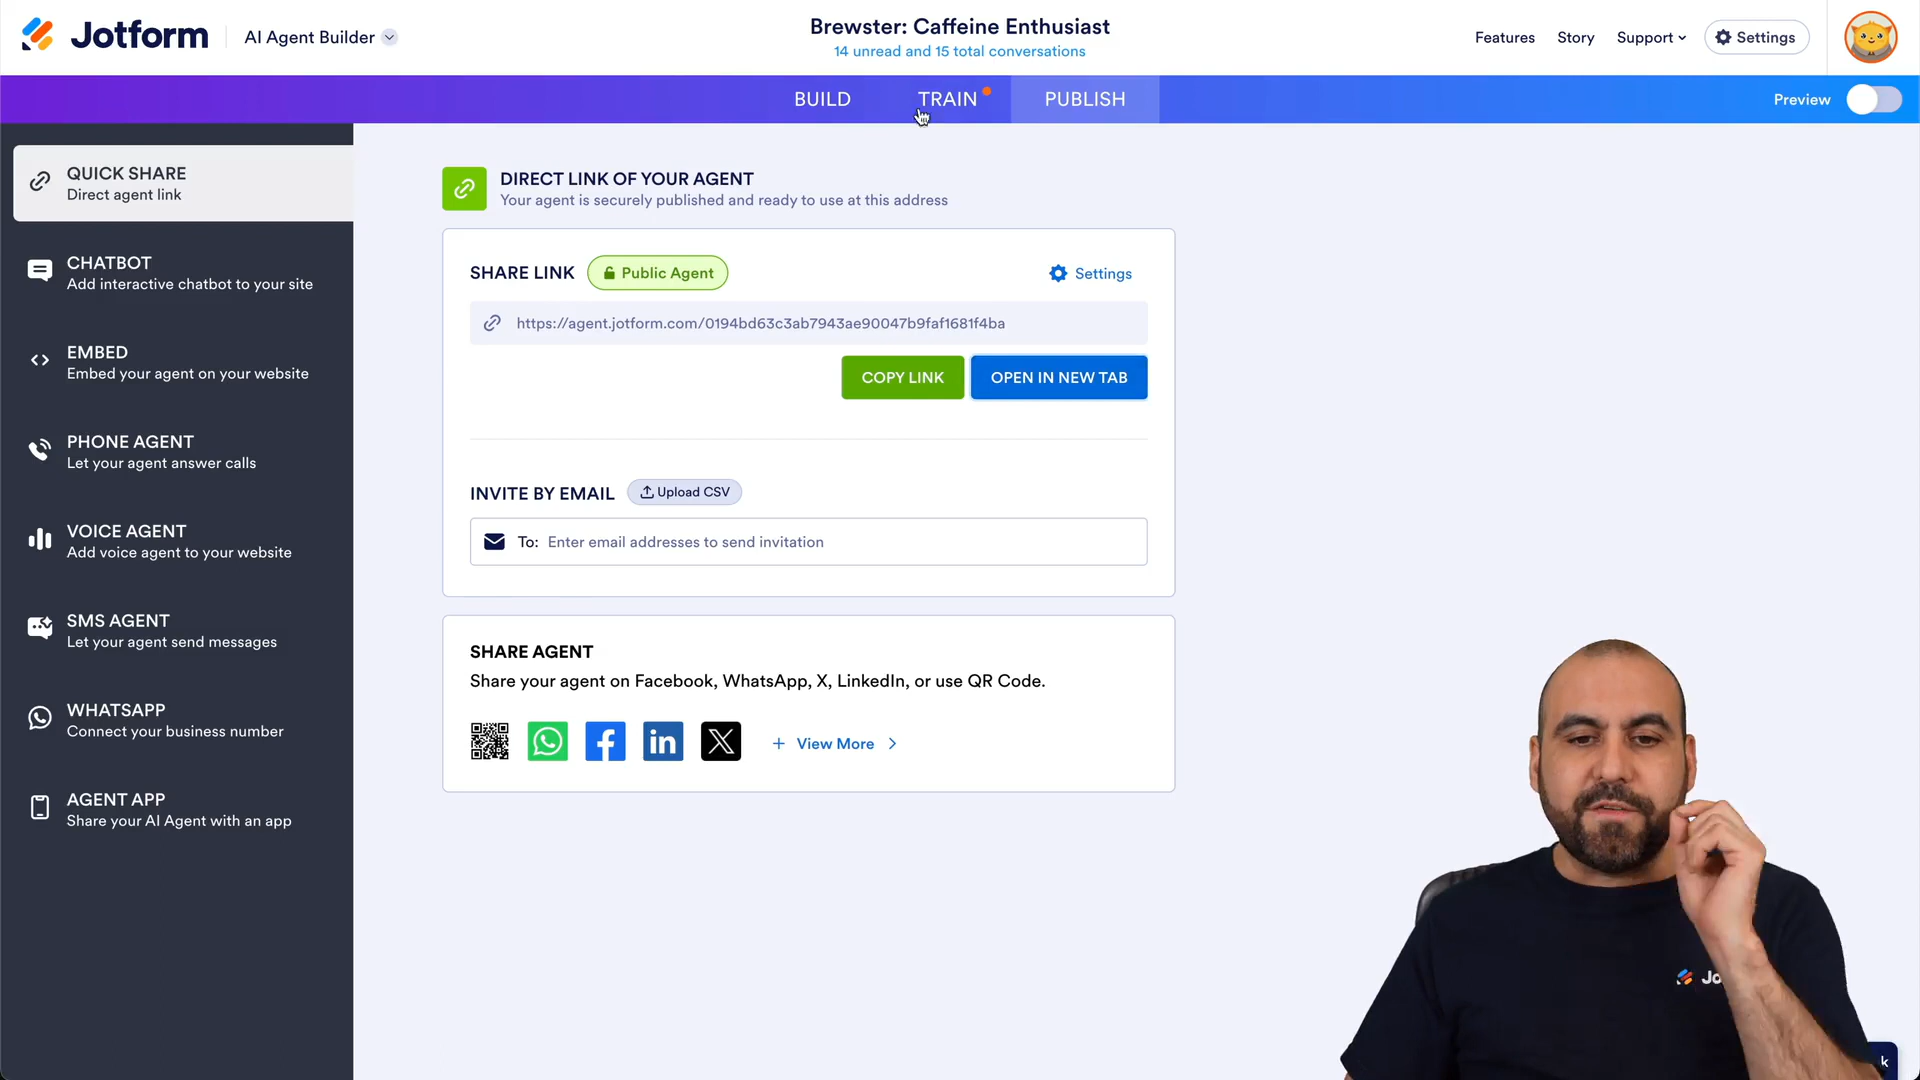 Jotform
AI Agent Builder
Brewster: Caffeine Enthusiast
14 unread and 15 total conversations
Features
Story
Support
Settings
BUILD
TRAIN
PUBLISH
Preview
QUICK SHARE
Direct agent link
CHATBOT
Add interactive chatbot to your site
EMBED
Embed your agent on your website
PHONE AGENT
Let your agent answer calls
VOICE AGENT
Add voice agent to your website
SMS AGENT
Let your agent send messages
WHATSAPP
Connect your business number
AGENT APP
Share your AI Agent with an app
DIRECT LINK OF YOUR AGENT
Your agent is securely published and ready to use at this address
SHARE LINK
Public Agent
Settings
https://agent.jotform.com/0194bd63c3ab7943ae90047b9faf1681f4ba
COPY LINK
OPEN IN NEW TAB
INVITE BY EMAIL
Upload CSV
To: Enter email addresses to send invitation
SHARE AGENT
Share your agent on Facebook, WhatsApp, X, LinkedIn, or use QR Code.
in
+ View More
Jo
k